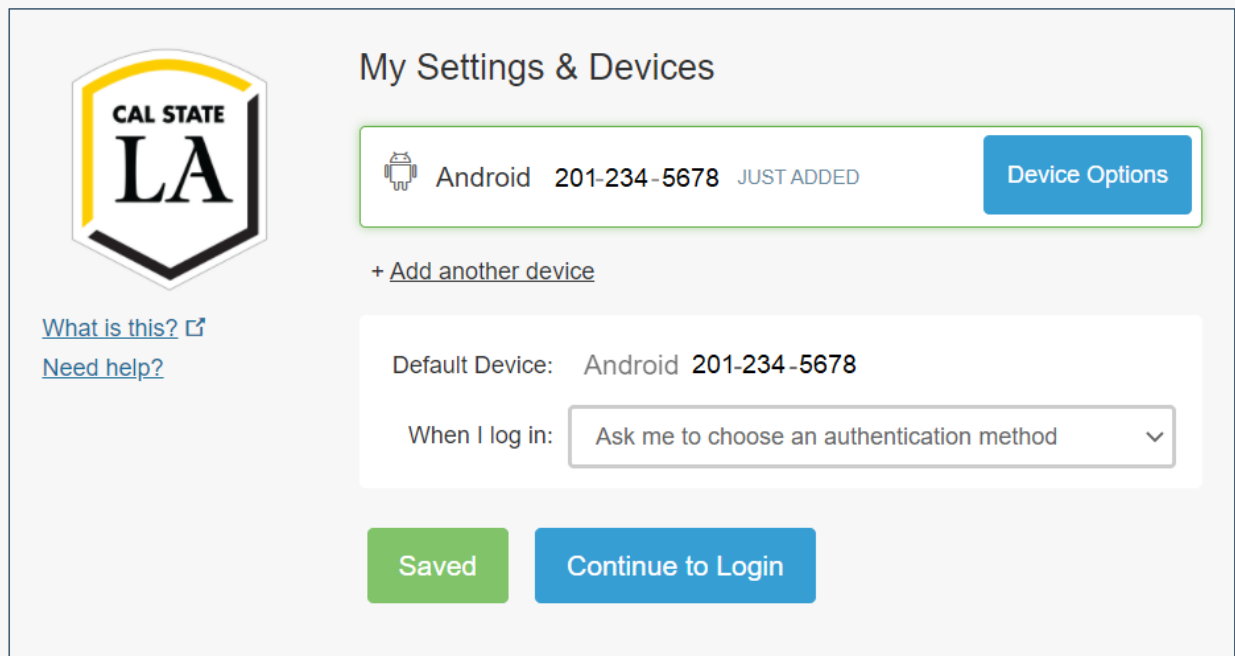 CAL STATE
LA
What is this?
Need help?
My Settings & Devices
Android 201-234-5678 JUST ADDED Device Options
+ Add another device
Default Device: Android 201-234-5678
When I log in: Ask me to choose an authentication method
Saved Continue to Login